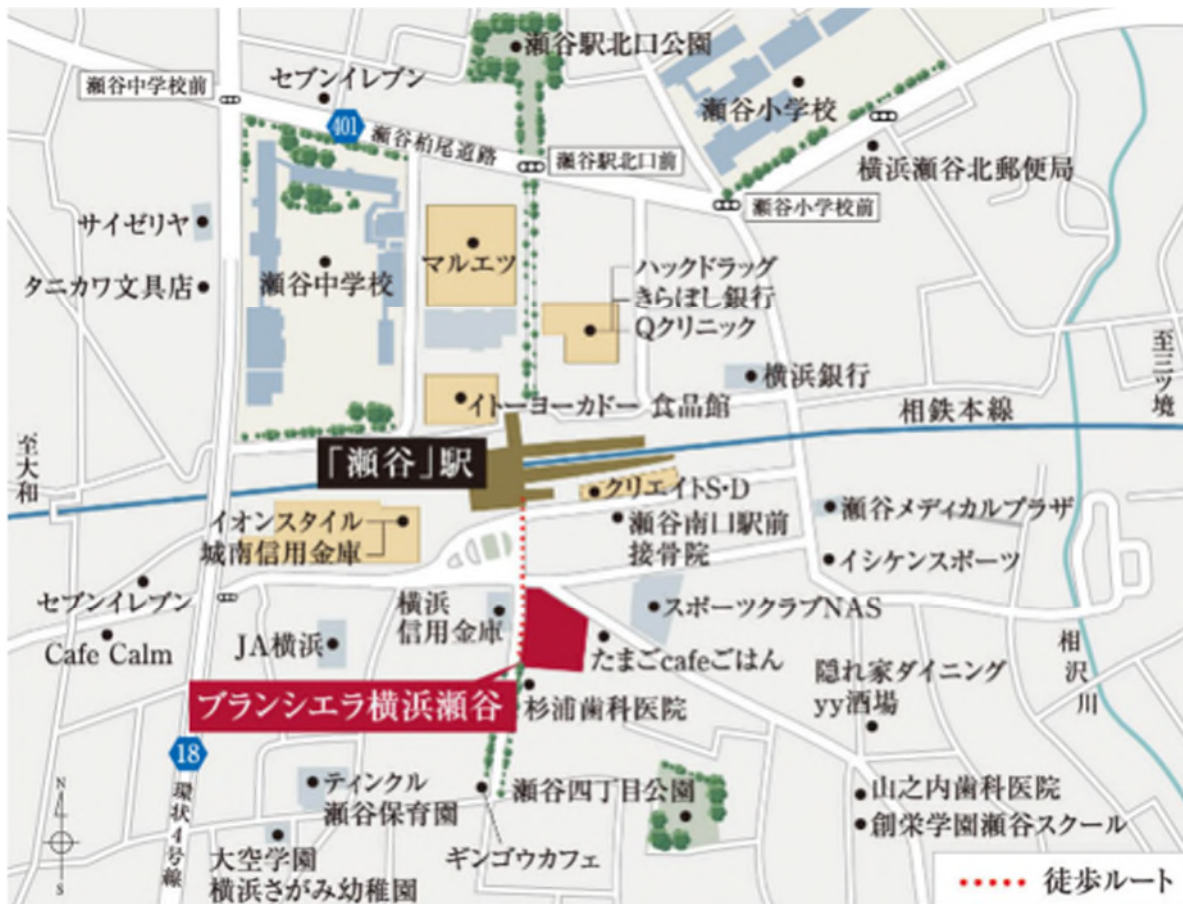 瀬谷駅北口公園
セブンイレブン
瀬谷中学校前
401
瀬谷柏尾道路
瀬谷小学校
瀬谷駅北口前
横浜瀬谷北郵便局
瀬谷小学校前
サイゼリヤ
タニカワ文具店
瀬谷中学校
マルエツ
ハックドラッグ
きらぼし銀行
Qクリニック
至三ツ境
横浜銀行
イトーヨーカドー 食品館
相鉄本線
至大和
「瀬谷」駅
クリエイトS・D
イオンスタイル
城南信用金庫
瀬谷南口駅前
接骨院
瀬谷メディカルプラザ
イシケンスポーツ
セブンイレブン
Cafe Calm
JA横浜
横浜
信用金庫
スポーツクラブNAS
たまごcafeごはん
相沢川
隠れ家ダイニング
yy酒場
ブランシエラ横浜瀬谷
杉浦歯科医院
18
環状4号線
N
S
ティンクル
瀬谷保育園
瀬谷四丁目公園
山之内歯科医院
創栄学園瀬谷スクール
大空学園
横浜さがみ幼稚園
ギンゴウカフェ
徒歩ルート